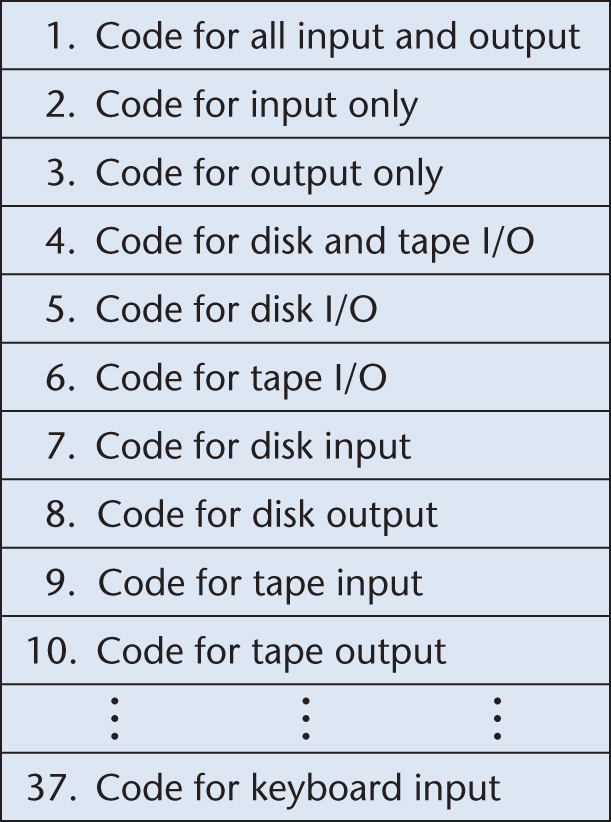 1. Code for all input and output
2. Code for input only
3. Code for output only
4. Code for disk and tape I/O
5. Code for disk I/O
6. Code for tape I/O
7. Code for disk input
8. Code for disk output
9. Code for tape input
10. Code for tape output
⋮ ⋮ ⋮
37. Code for keyboard input